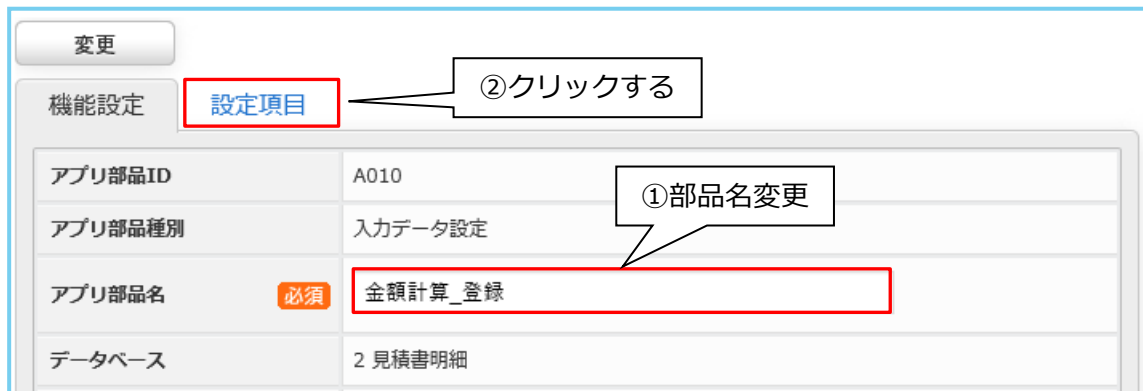 変更
②クリックする
機能設定 設定項目
アプリ部品ID A010
①部品名変更
アプリ部品種別 入力データ設定
アプリ部品名 必須 金額計算_登録
データベース 2 見積書明細